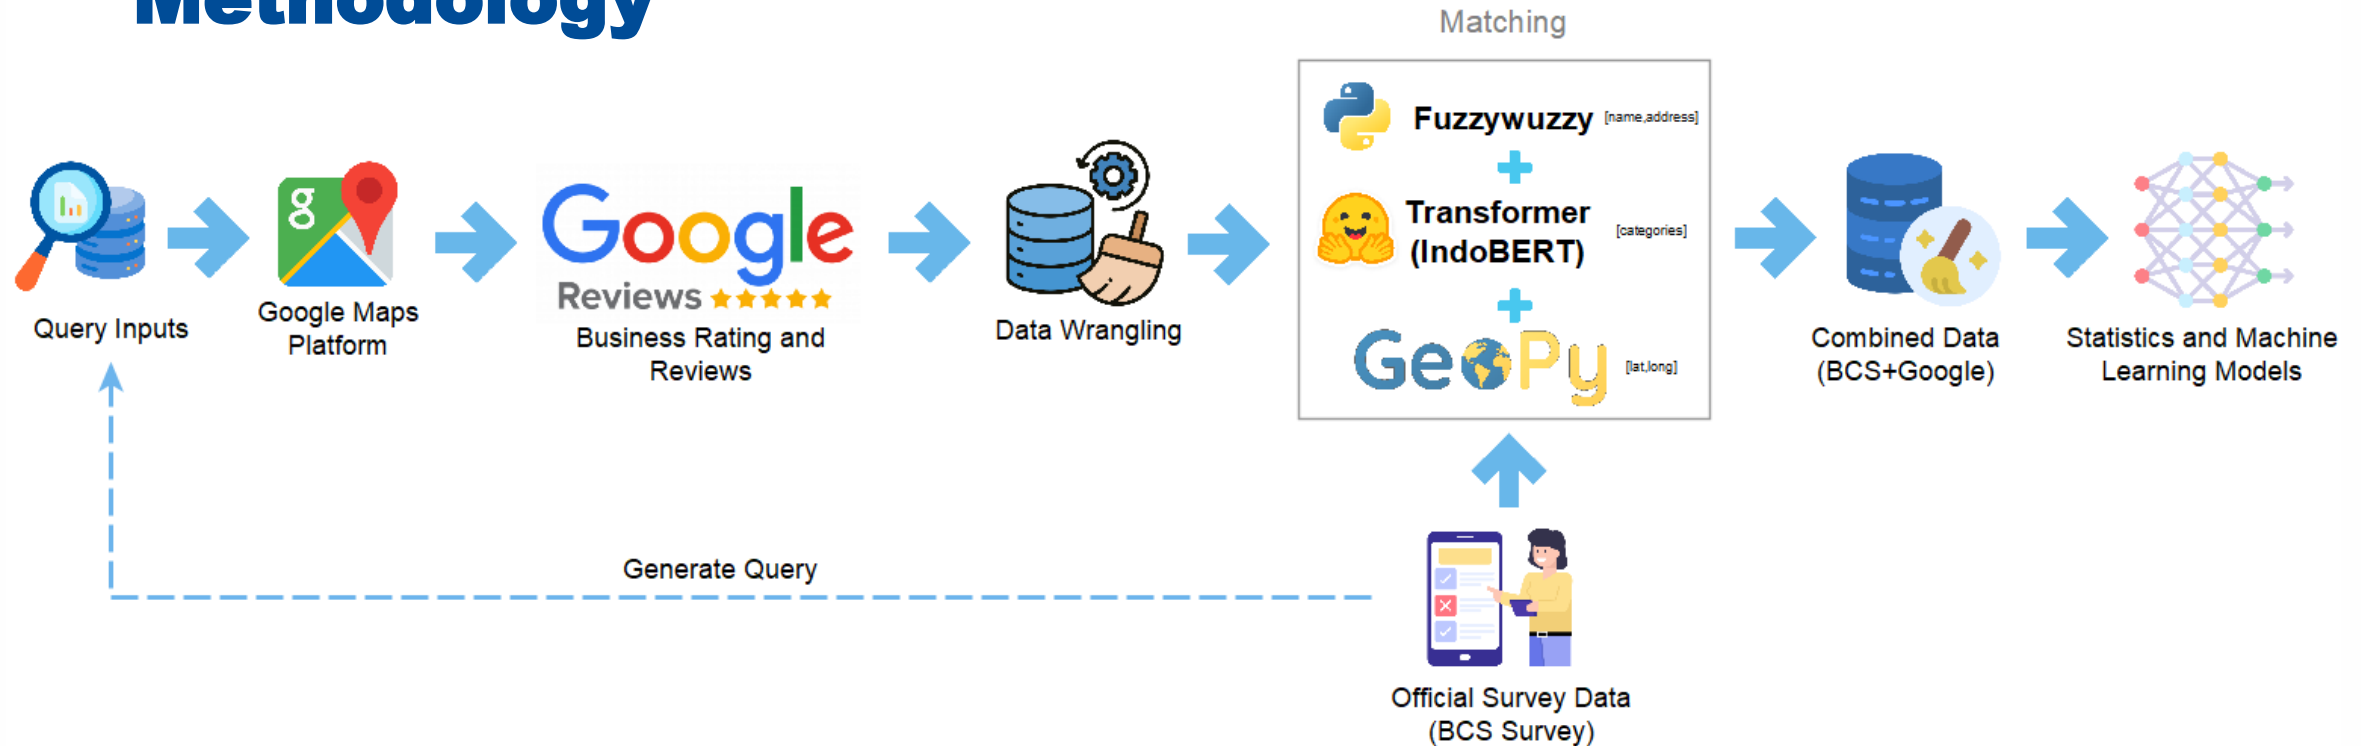 Methodology
Matching
Fuzzywuzzy [name,address]
Transformer
(IndoBERT) [categories]
GeoPy [lat,long]
g
Google
Reviews
Query Inputs
Google Maps
Platform
Business Rating and
Reviews
Data Wrangling
Combined Data
(BCS+Google)
Statistics and Machine
Learning Models
Generate Query
Official Survey Data
(BCS Survey)